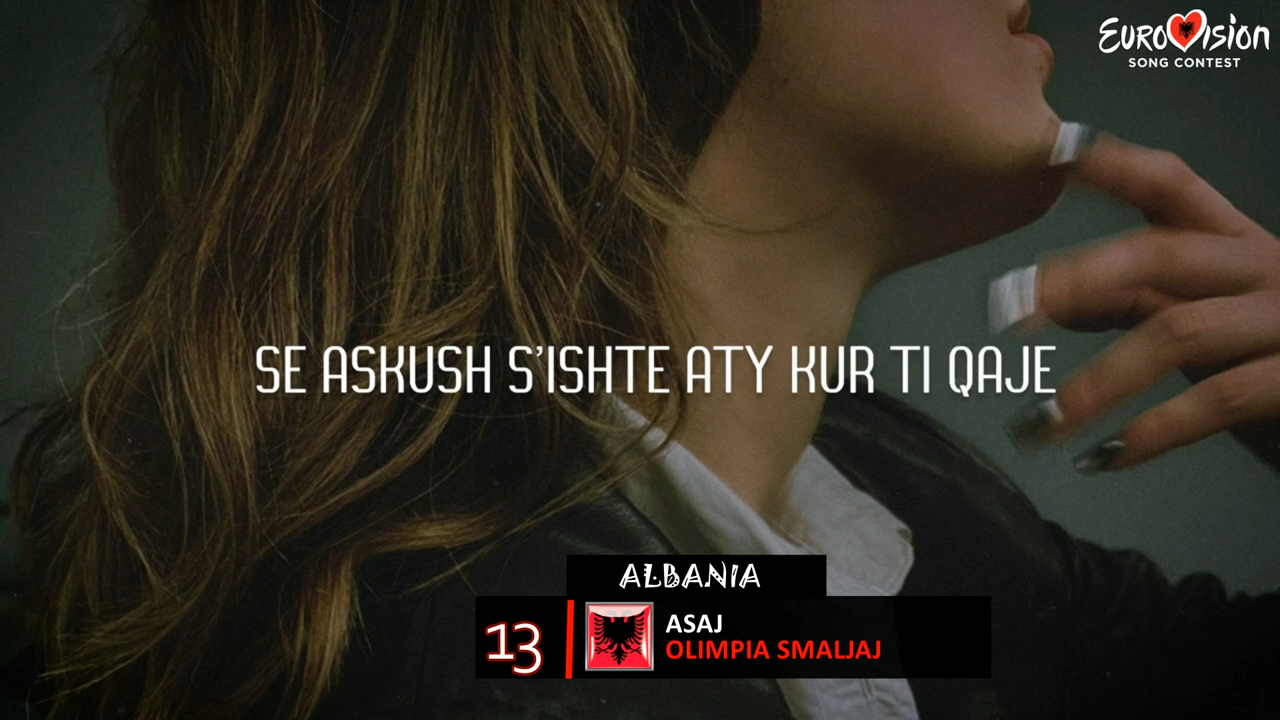 EUROVISION
SONG CONTEST
SE ASKUSH S'ISHTE ATY KUR TI QAJE
ALBANIA
13
ASAJ
OLIMPIA SMALJAJ